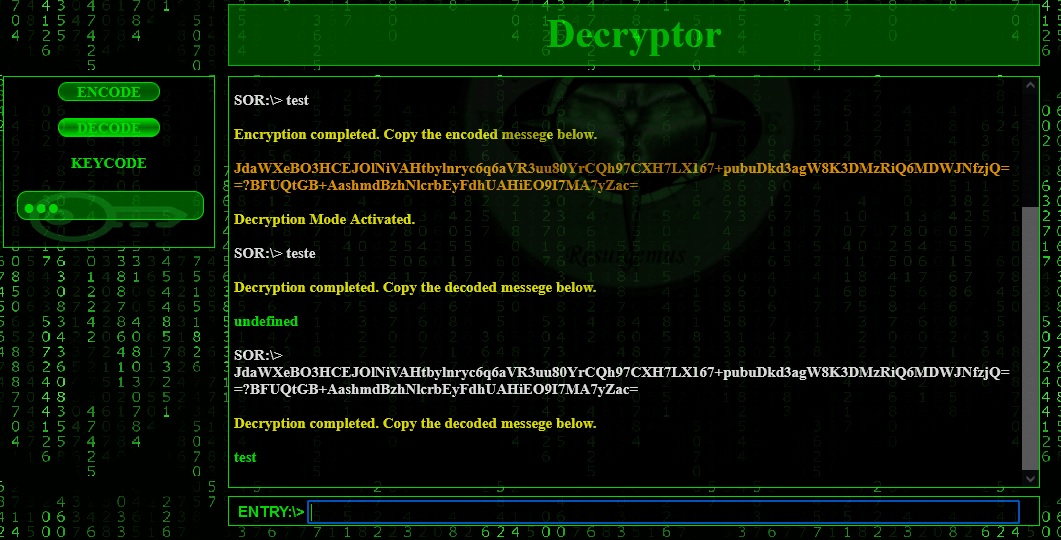 Decryptor
ENCODE
DECODE
KEYCODE
SOR:\> test
Encryption completed. Copy the encoded messege below.
JdaWXeBO3HCEJOlNiVAHtbylnryc6q6aVR3uu80YrCQh97CXH7LX167+pubuDkd3agW8K3DMzRiQ6MDWJNfzjQ=
=?BFUQtGB+AashmdBzhNlcrbEyFdhUAHiEO9I7MA7yZac=
Decryption Mode Activated.
SOR:\> teste
Decryption completed. Copy the decoded messege below.
undefined
SOR:\>
JdaWXeBO3HCEJOlNiVAHtbylnryc6q6aVR3uu80YrCQh97CXH7LX167+pubuDkd3agW8K3DMzRiQ6MDWJNfzjQ=
=?BFUQtGB+AashmdBzhNlcrbEyFdhUAHiEO9I7MA7yZac=
Decryption completed. Copy the decoded messege below.
test
ENTRY:\>